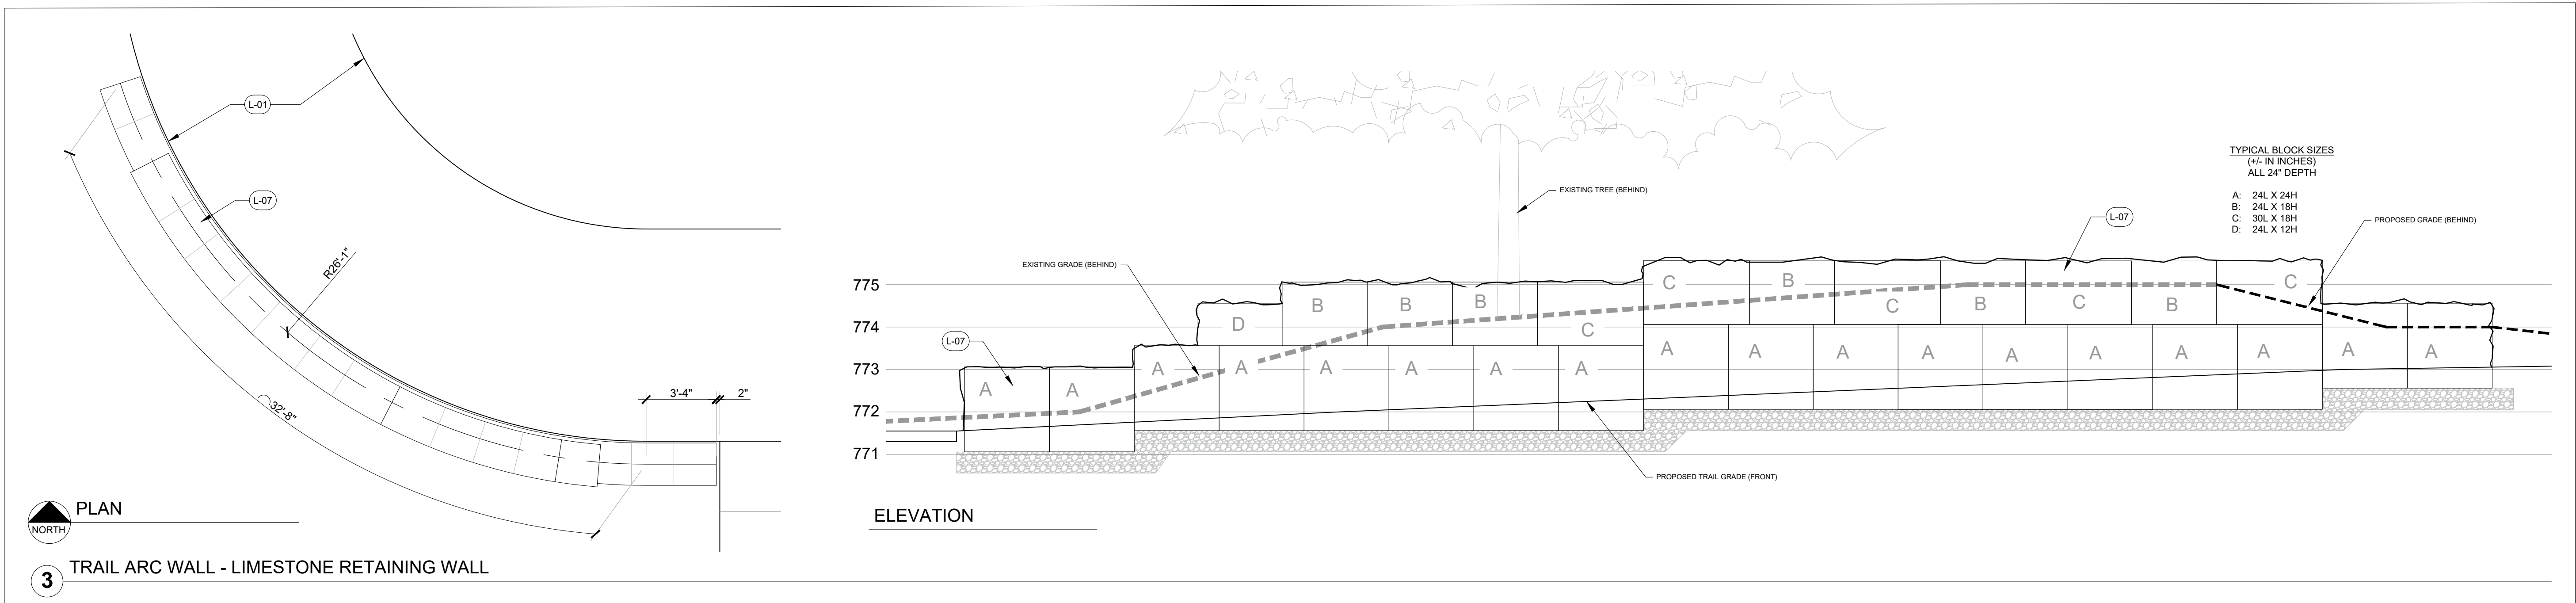 L-01
L-07
R26'-1"
32'-8"
3'-4"
2"
PLAN
NORTH
3
TRAIL ARC WALL - LIMESTONE RETAINING WALL
EXISTING TREE (BEHIND)
EXISTING GRADE (BEHIND)
L-07
L-07
PROPOSED GRADE (BEHIND)
TYPICAL BLOCK SIZES
(+/- IN INCHES)
ALL 24" DEPTH
A: 24L X 24H
B: 24L X 18H
C: 30L X 18H
D: 24L X 12H
775
774
773
772
771
C B C B C B C
D B B B C
A A A A A A A A
A A A A A A A A
A A
PROPOSED TRAIL GRADE (FRONT)
ELEVATION